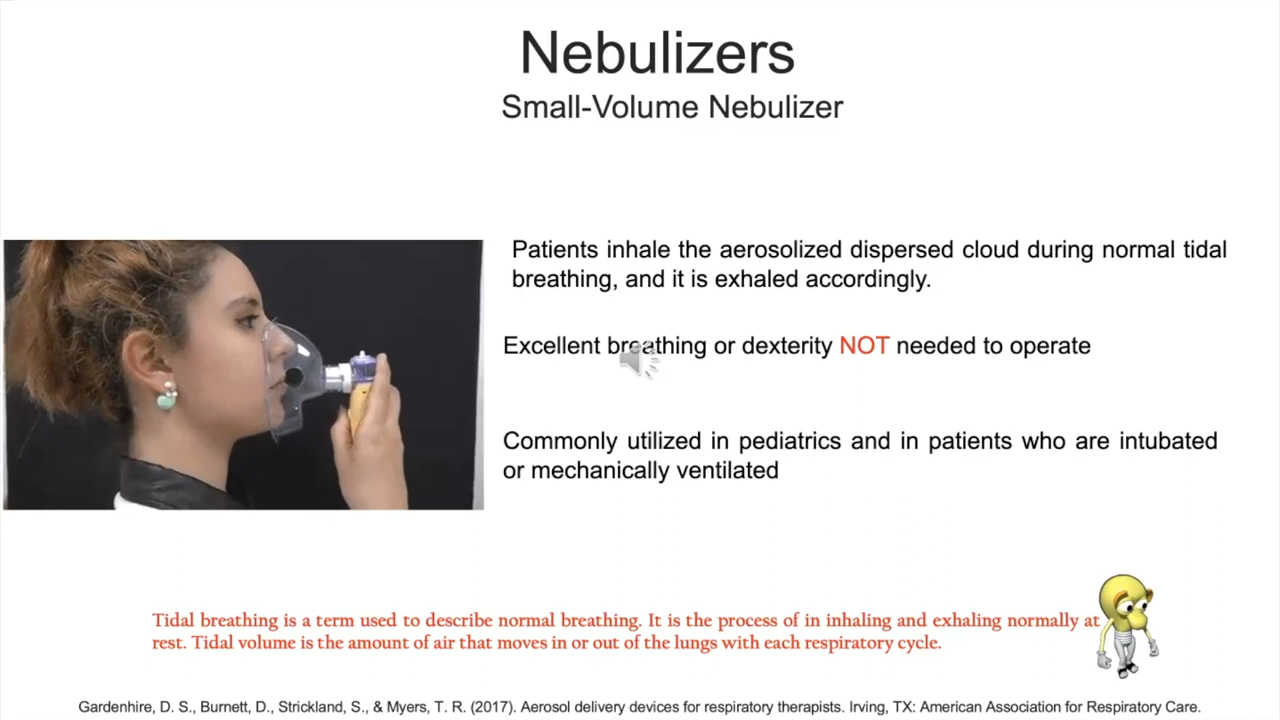 Nebulizers
Small-Volume Nebulizer
Patients inhale the aerosolized dispersed cloud during normal tidal
breathing, and it is exhaled accordingly.
Excellent breathing or dexterity NOT needed to operate
Commonly utilized in pediatrics and in patients who are intubated
or mechanically ventilated
Tidal breathing is a term used to describe normal breathing. It is the process of in inhaling and exhaling normally at
rest. Tidal volume is the amount of air that moves in or out of the lungs with each respiratory cycle.
Gardenhire, D. S., Burnett, D., Strickland, S., & Myers, T. R. (2017). Aerosol delivery devices for respiratory therapists. Irving, TX: American Association for Respiratory Care.